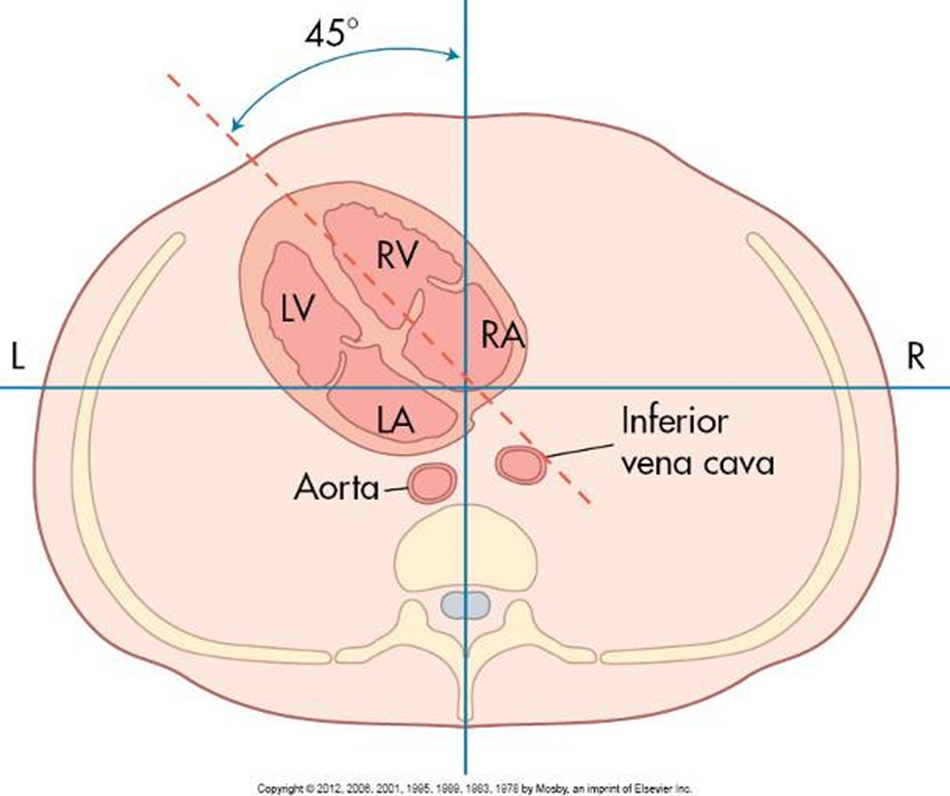 45°
RV
LV
RA
L
R
LA
Inferior
vena cava
Aorta
Copyright © 2012, 2006, 2001, 1995, 1989, 1983, 1978 by Mosby, an imprint of Elsevier Inc.